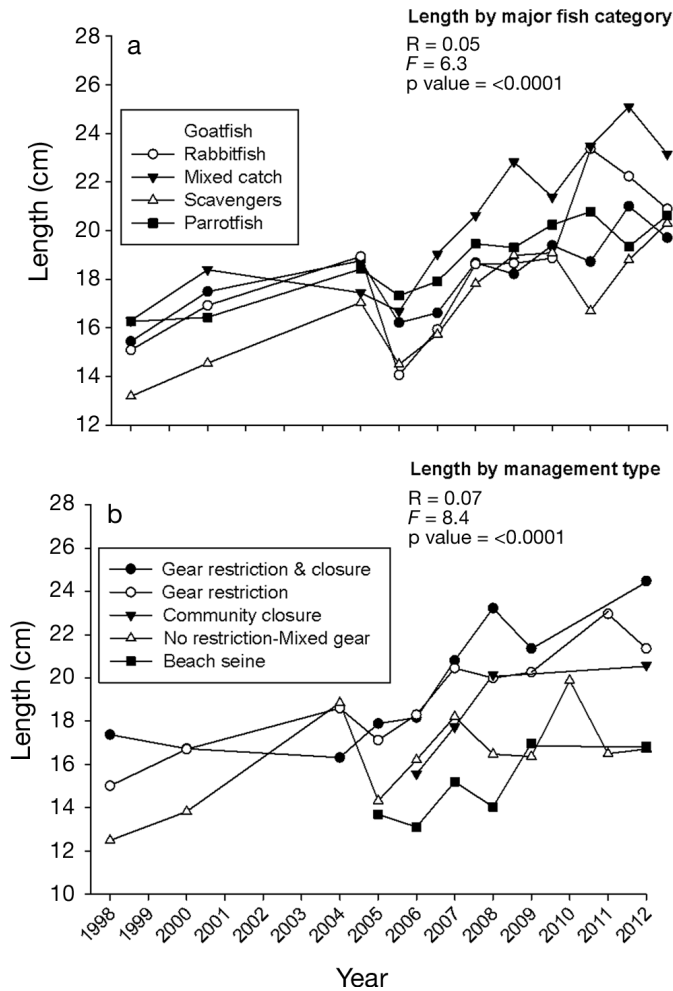 Length by major fish category
a
R = 0.05
F = 6.3
p value = <0.0001
28
26
24
22
20
18
16
14
12
Length (cm)
Goatfish
Rabbitfish
Mixed catch
Scavengers
Parrotfish
Length by management type
b
R = 0.07
F = 8.4
p value = <0.0001
28
26
24
22
20
18
16
14
12
10
Length (cm)
Gear restriction & closure
Gear restriction
Community closure
No restriction-Mixed gear
Beach seine
1998 1999 2000 2001 2002 2003 2004 2005 2006 2007 2008 2009 2010 2011 2012
Year